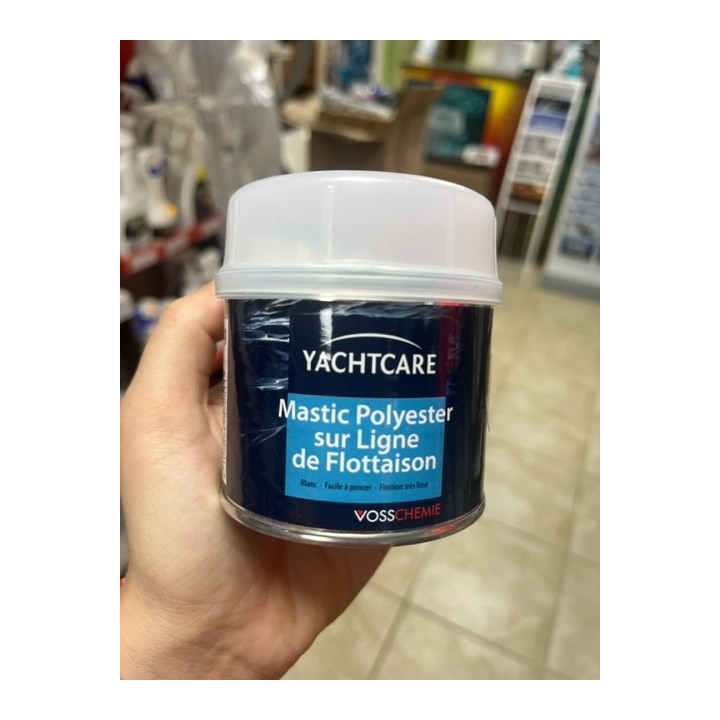 YACHTCARE
Mastic Polyester
sur Ligne
de Flottaison
Blanc · Facile à poncer · Finition très lisse
VOSSCHEMIE